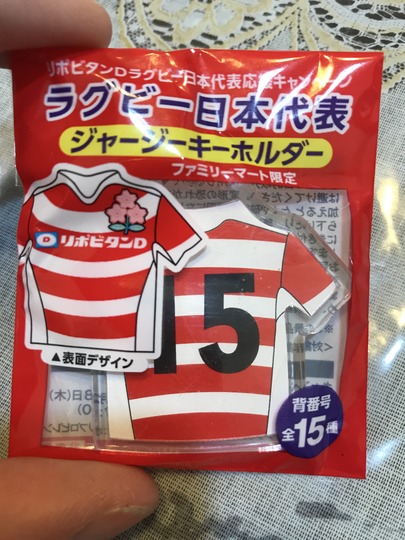 リポビタンDラグビー日本代表応援キャンペーン
ラグビー日本代表
ジャージーキーホルダー
ファミリーマート限定
リポビタンD
▲表面デザイン
15
背番号
全15種